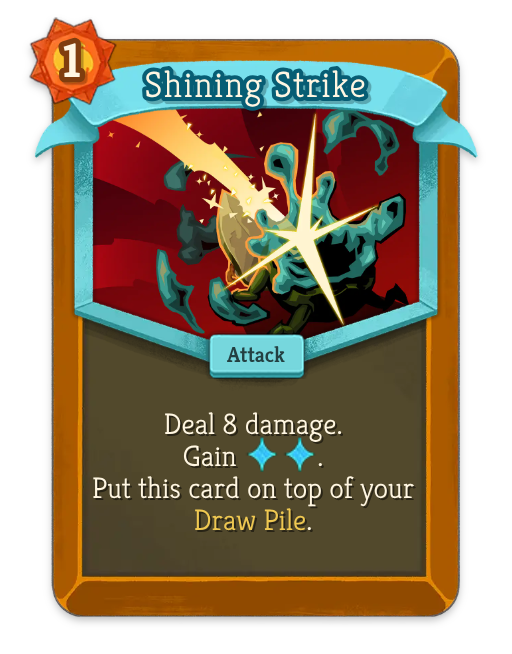 1
Shining Strike
Attack
Deal 8 damage.
Gain .
Put this card on top of your
Draw Pile.